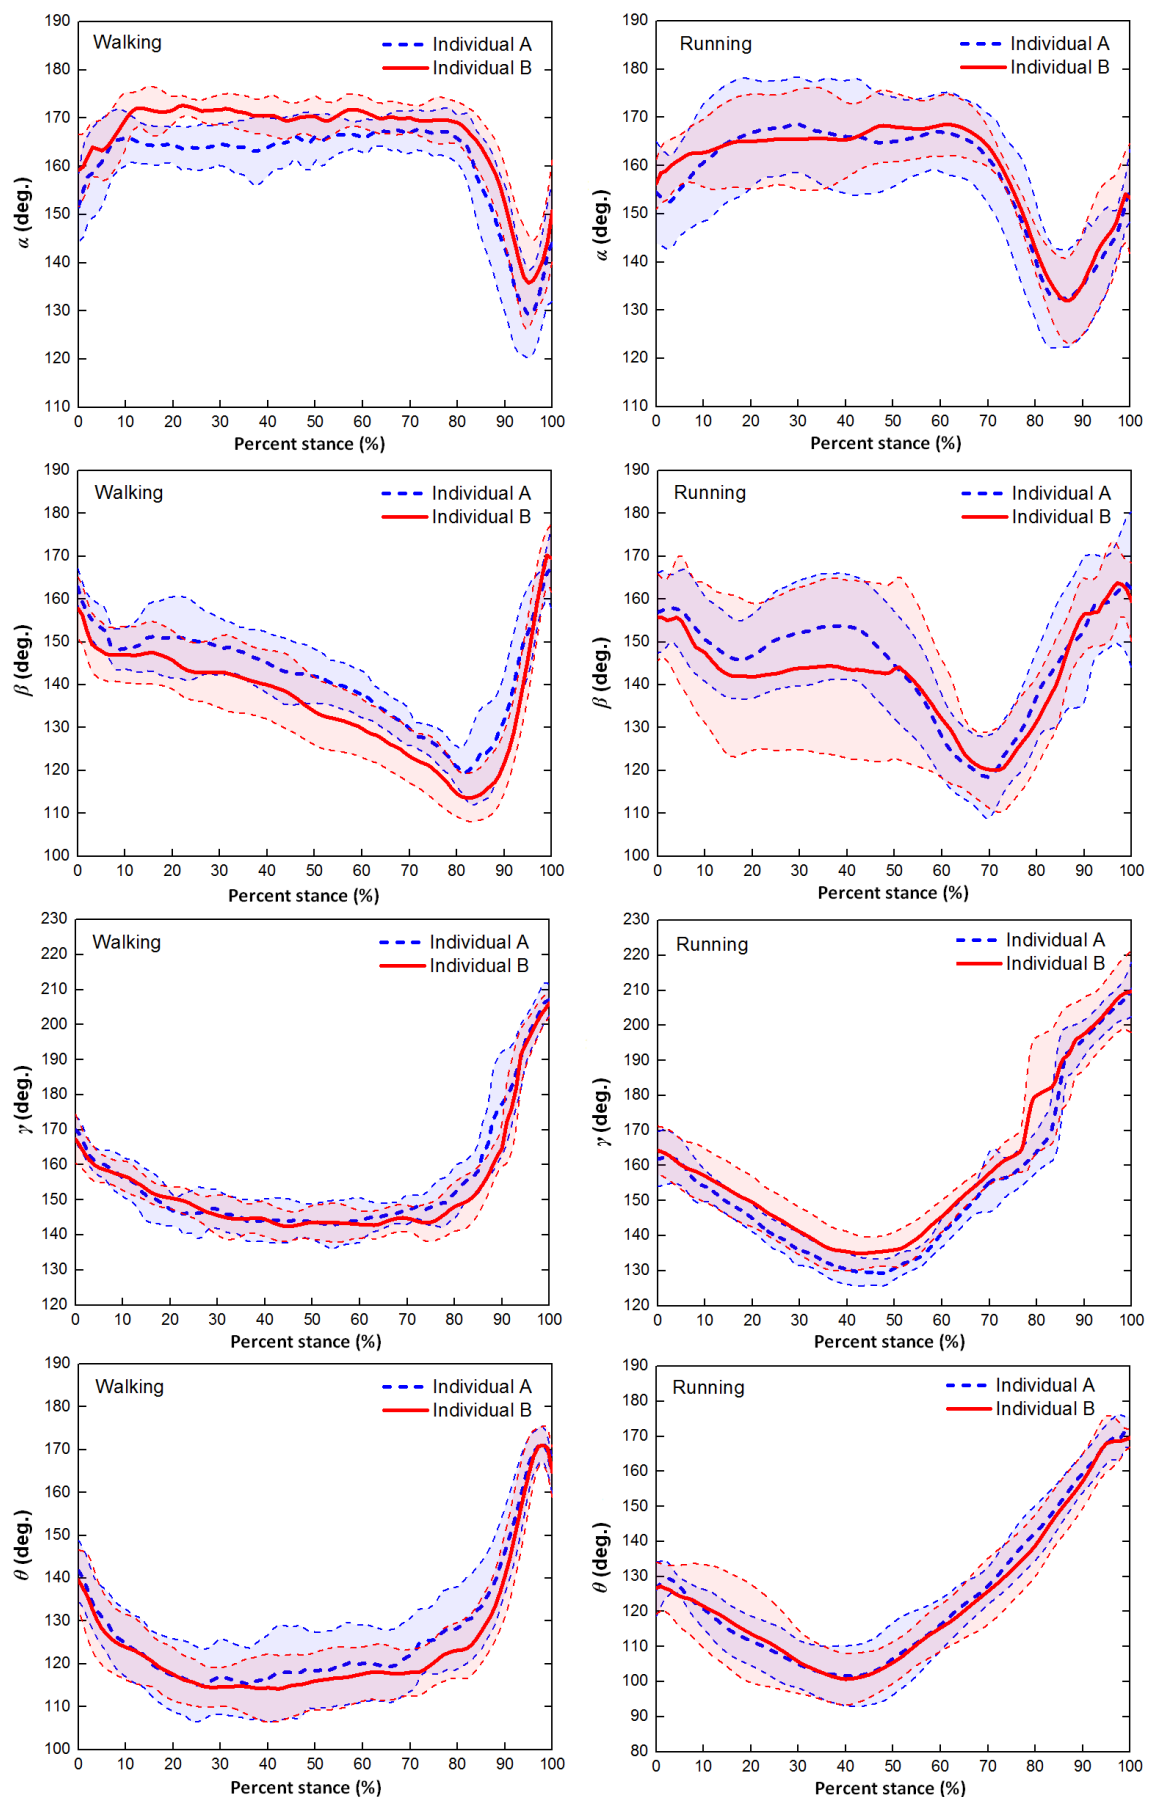 190
180
170
160
150
140
130
120
110
α (deg.)
Walking
Individual A
Individual B
0 10 20 30 40 50 60 70 80 90 100
Percent stance (%)
190
180
170
160
150
140
130
120
110
α (deg.)
Running
Individual A
Individual B
0 10 20 30 40 50 60 70 80 90 100
Percent stance (%)
190
180
170
160
150
140
130
120
110
100
β (deg.)
Walking
Individual A
Individual B
0 10 20 30 40 50 60 70 80 90 100
Percent stance (%)
190
180
170
160
150
140
130
120
110
100
β (deg.)
Running
Individual A
Individual B
0 10 20 30 40 50 60 70 80 90 100
Percent stance (%)
230
220
210
200
190
180
170
160
150
140
130
120
γ (deg.)
Walking
Individual A
Individual B
0 10 20 30 40 50 60 70 80 90 100
Percent stance (%)
230
220
210
200
190
180
170
160
150
140
130
120
γ (deg.)
Running
Individual A
Individual B
0 10 20 30 40 50 60 70 80 90 100
Percent stance (%)
190
180
170
160
150
140
130
120
110
100
θ (deg.)
Walking
Individual A
Individual B
0 10 20 30 40 50 60 70 80 90 100
Percent stance (%)
190
180
170
160
150
140
130
120
110
100
90
80
θ (deg.)
Running
Individual A
Individual B
0 10 20 30 40 50 60 70 80 90 100
Percent stance (%)